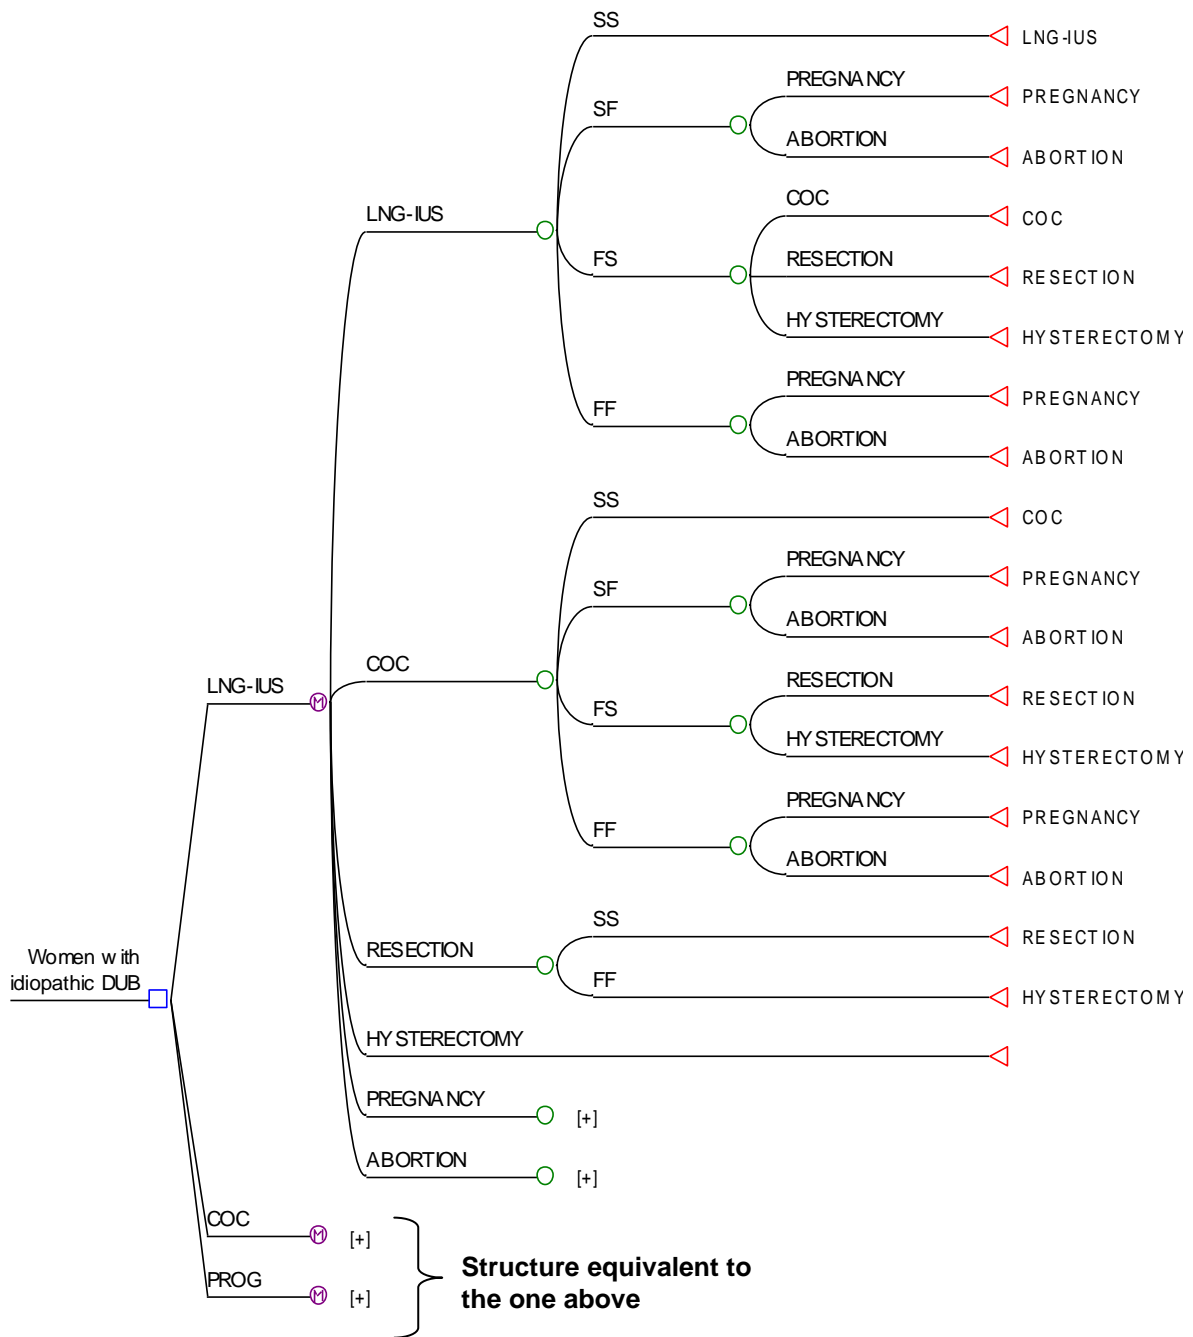 SS
LNG-IUS
PREGNANCY
PREGNANCY
SF
ABORTION
ABORTION
COC
COC
LNG-IUS
FS
RESECTION
RESECTION
HYSTERECTOMY
HYSTERECTOMY
PREGNANCY
PREGNANCY
FF
ABORTION
ABORTION
SS
COC
PREGNANCY
PREGNANCY
SF
ABORTION
ABORTION
COC
LNG-IUS
M
RESECTION
RESECTION
FS
HYSTERECTOMY
HYSTERECTOMY
PREGNANCY
PREGNANCY
FF
ABORTION
ABORTION
SS
RESECTION
RESECTION
FF
HYSTERECTOMY
Women with
idiopathic DUB
HYSTERECTOMY
PREGNANCY
[+]
ABORTION
[+]
COC
M [+]
PROG
M [+]
Structure equivalent to
the one above